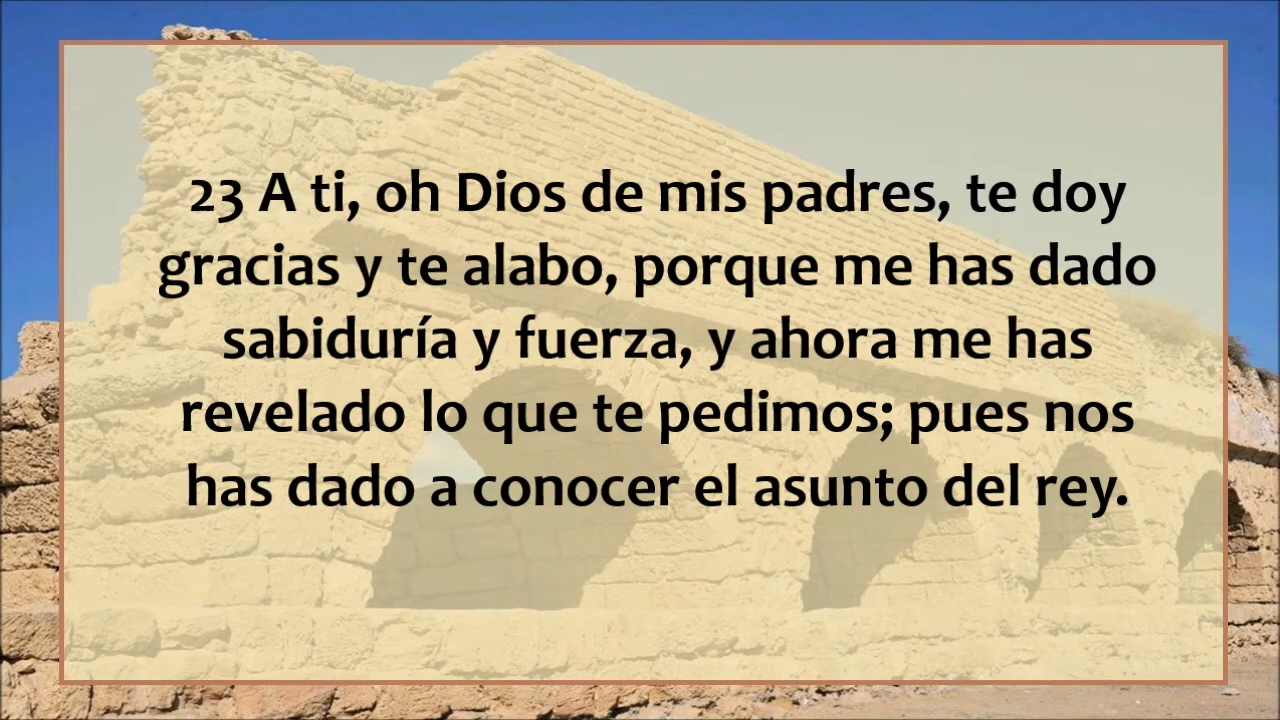 23 A ti, oh Dios de mis padres, te doy
gracias y te alabo, porque me has dado
sabiduría y fuerza, y ahora me has
revelado lo que te pedimos; pues nos
has dado a conocer el asunto del rey.